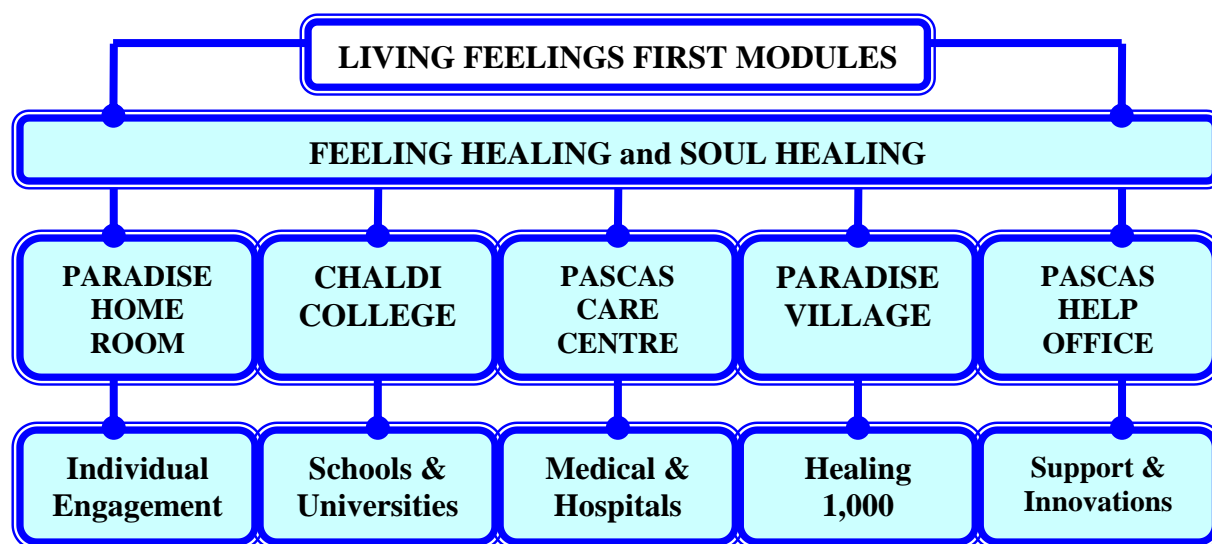 LIVING FEELINGS FIRST MODULES
FEELING HEALING and SOUL HEALING
PARADISE
HOME
ROOM
CHALDI
COLLEGE
PASCAS
CARE
CENTRE
PARADISE
VILLAGE
PASCAS
HELP
OFFICE
Individual
Engagement
Schools &
Universities
Medical &
Hospitals
Healing
1,000
Support &
Innovations